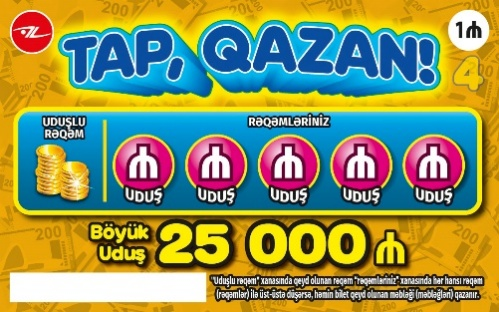 1₼
TAP, QAZAN!
4
UDUŞLU
RƏQƏM
RƏQƏMLƏRİNİZ
₼ ₼ ₼ ₼ ₼
UDUŞ UDUŞ UDUŞ UDUŞ UDUŞ
Böyük
Uduş
25 000 ₼
"Uduşlu rəqəm" xanasında qeyd olunan rəqəm "rəqəmləriniz" xanasında hər hansı rəqəm
(rəqəmlər) ilə üst-üstə düşərsə, həmin bilet qeyd olunan məbləği (məbləğləri) qazanır.
200
200